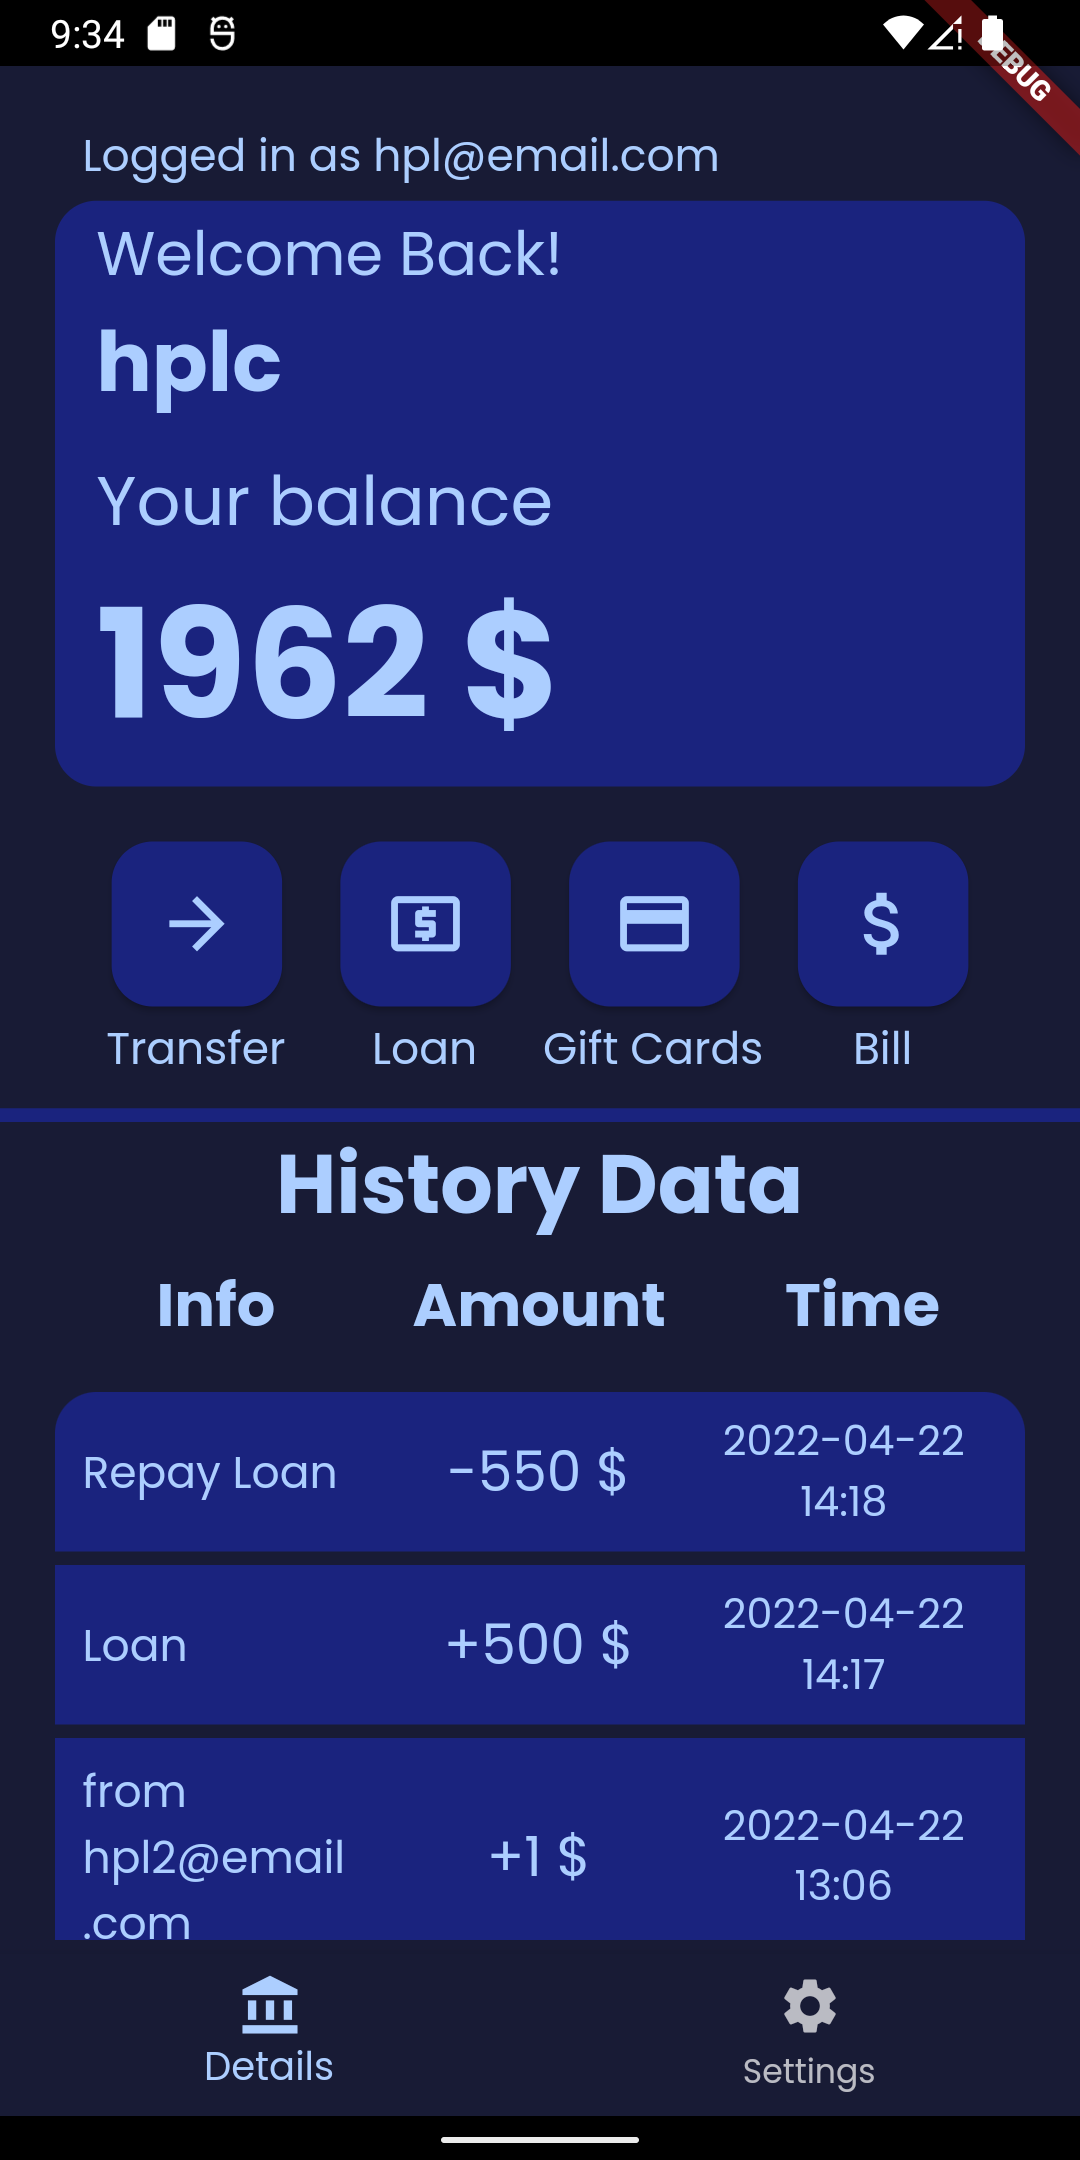 9:34
DEBUG
Logged in as hpl@email.com
Welcome Back!
hplc
Your balance
1962 $
Transfer Loan Gift Cards Bill
History Data
Info Amount Time
Repay Loan -550 $ 2022-04-22
14:18
Loan +500 $ 2022-04-22
14:17
from
hpl2@email
.com
+1 $
2022-04-22
13:06
Details Settings